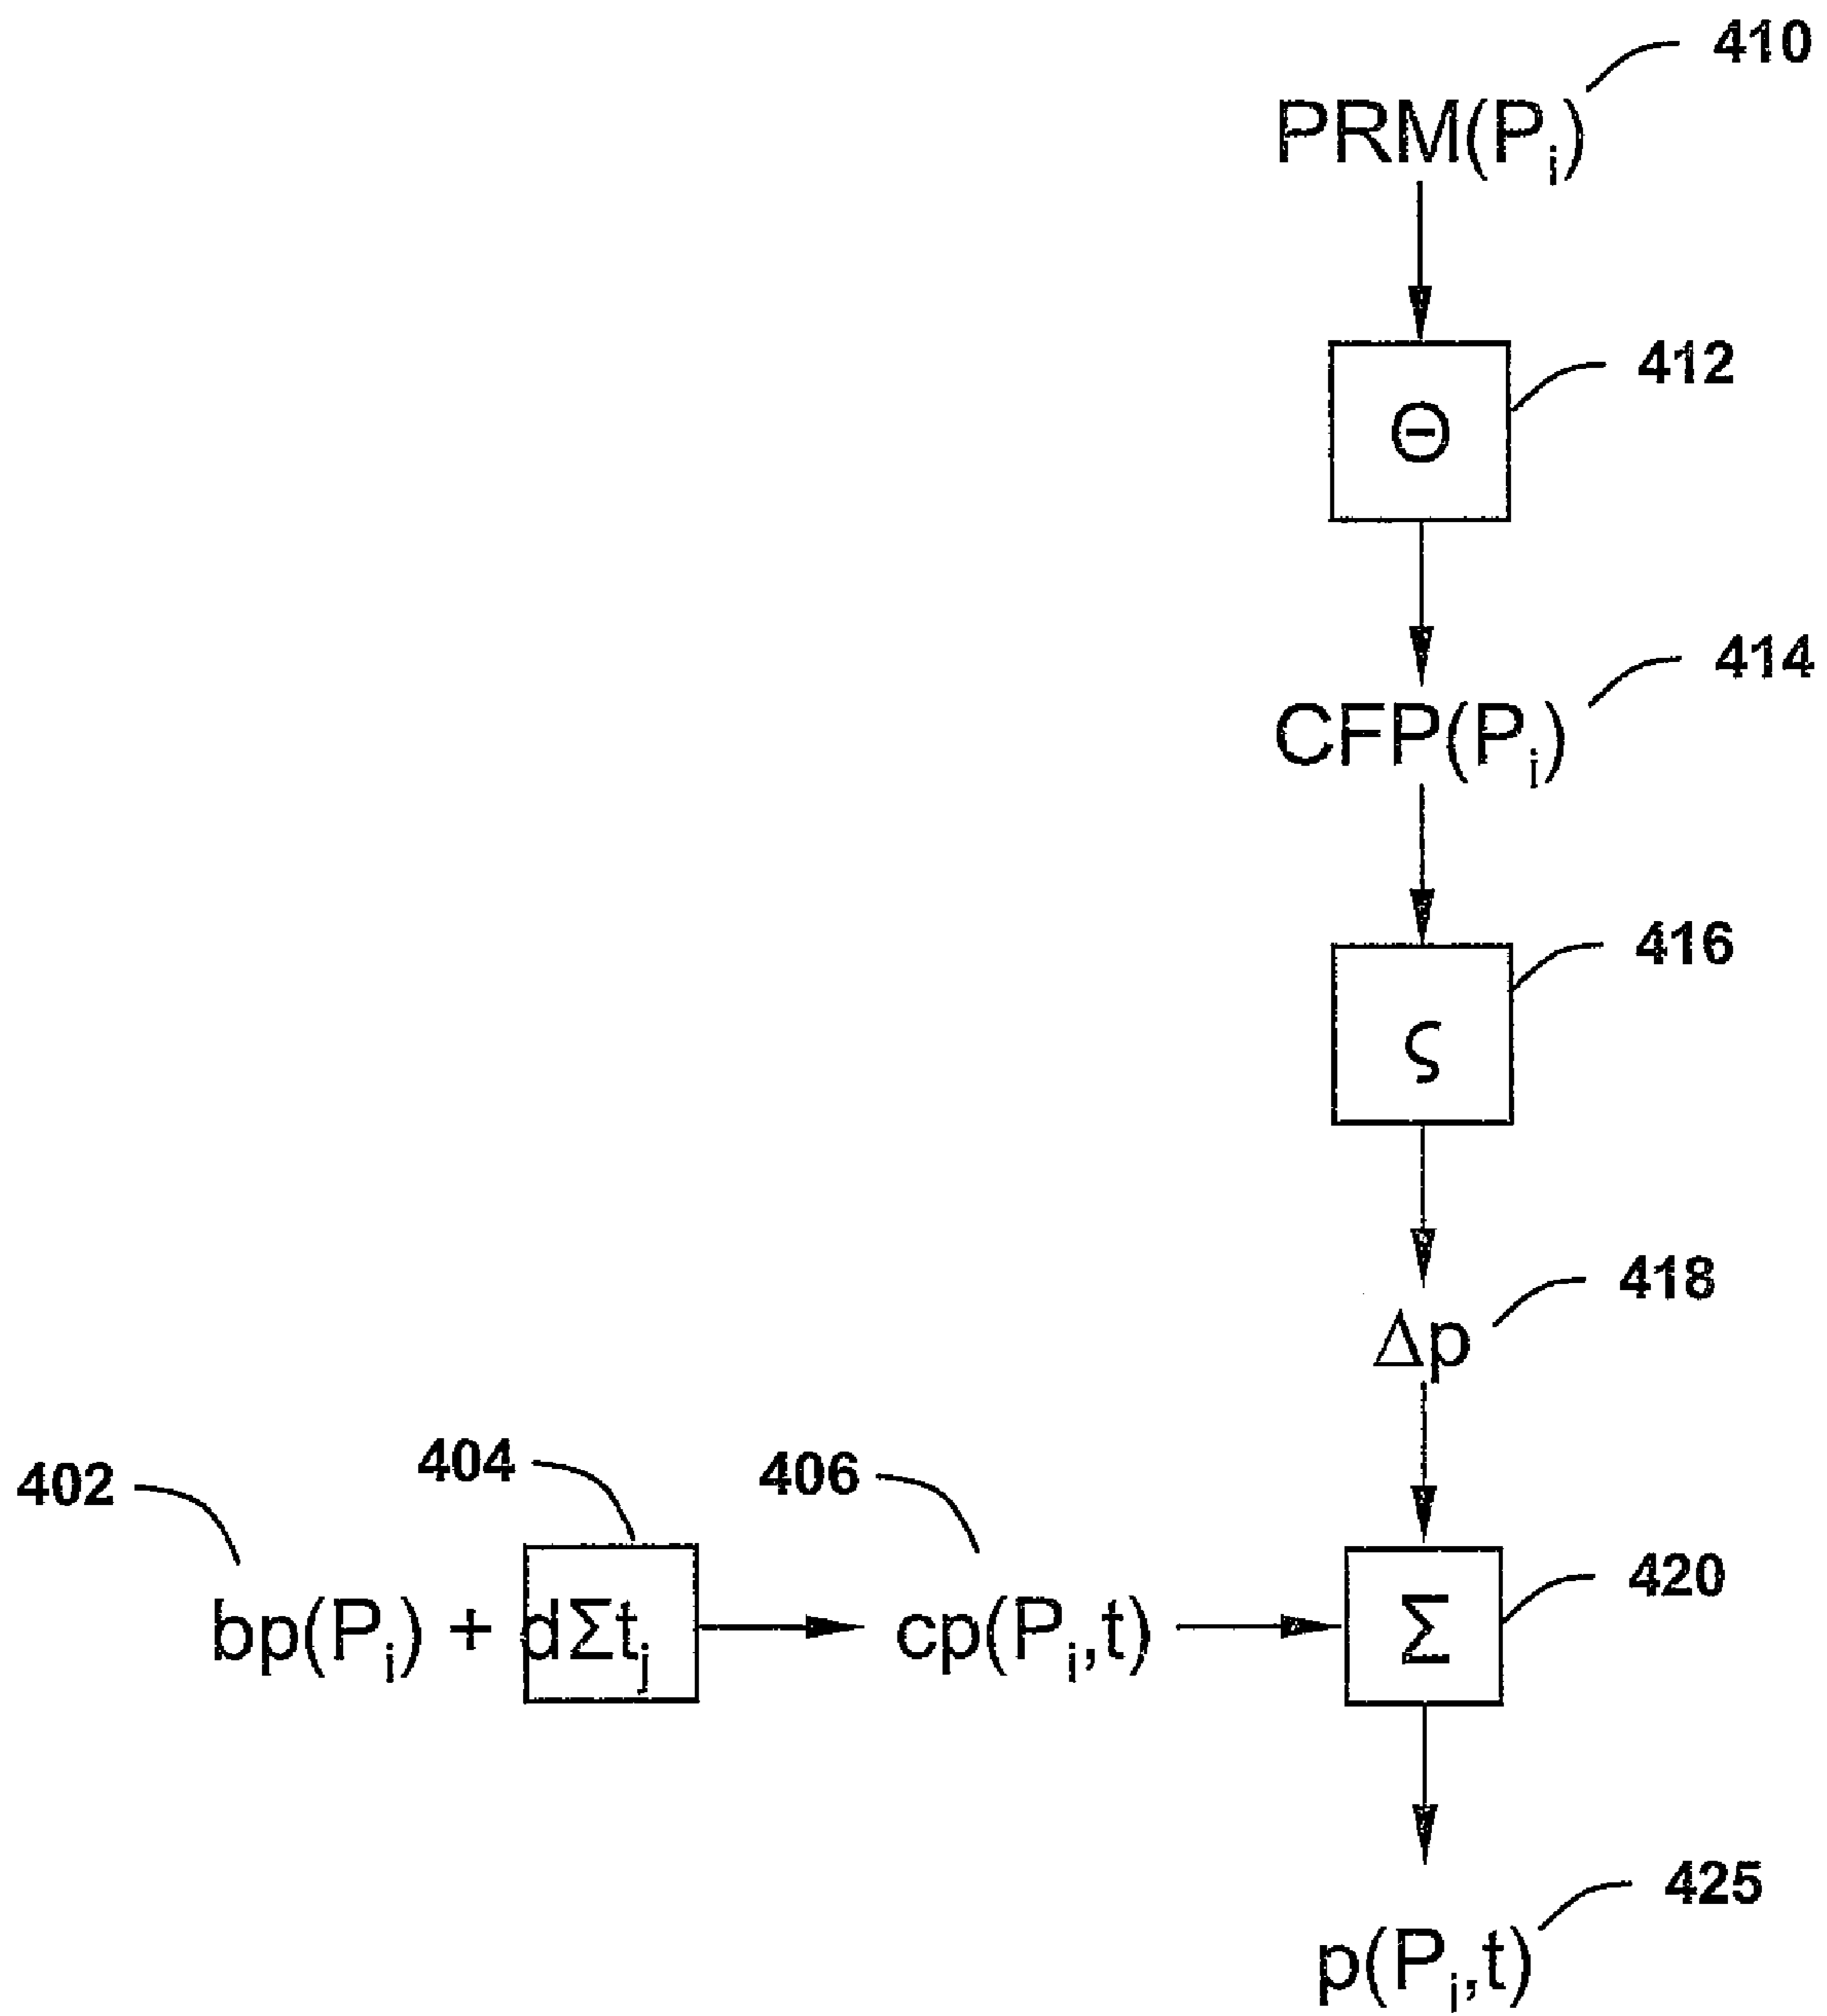 410
PRM(Pᵢ)
412
Θ
414
CFP(Pᵢ)
416
ς
418
Δp
402
404
406
420
bp(Pᵢ) + dΣtⱼ
cp(Pᵢ,t)
Σ
425
p(Pᵢ,t)